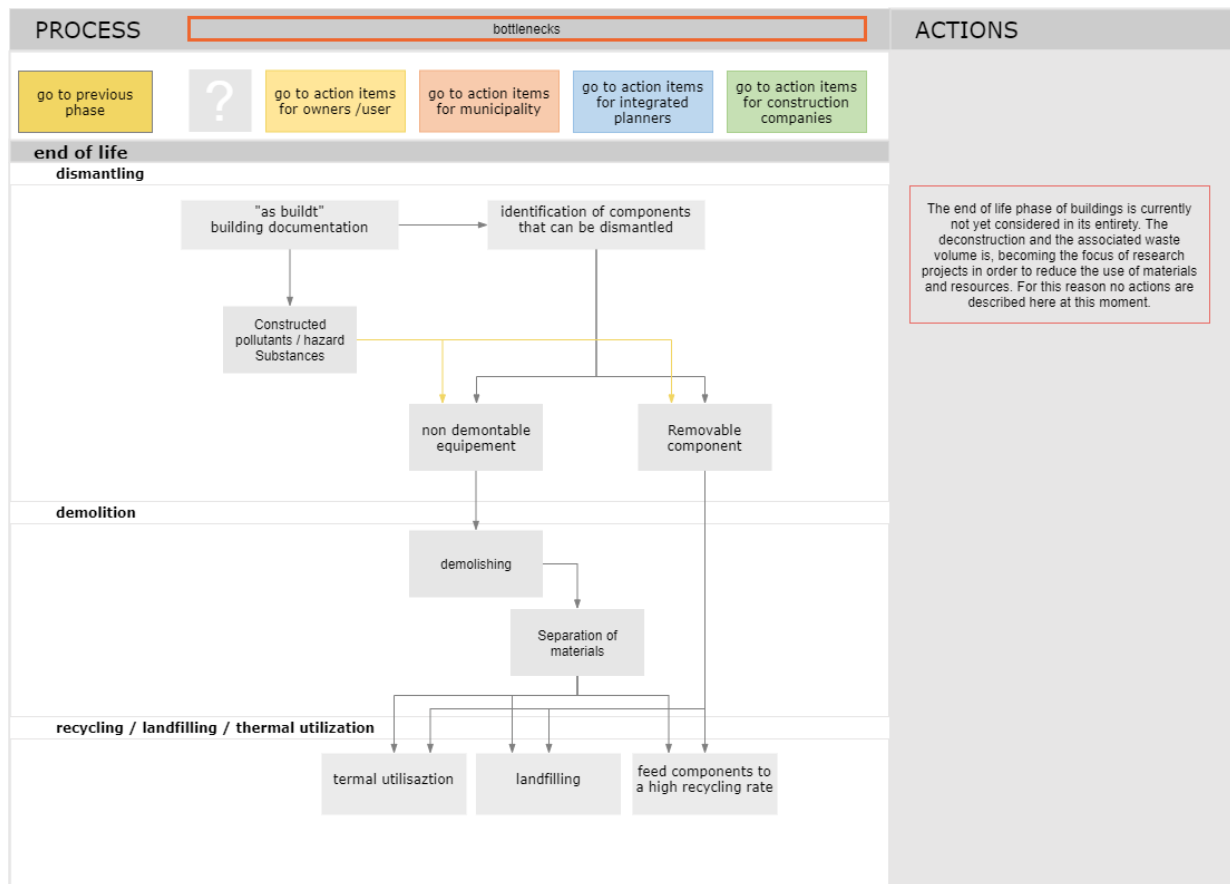 PROCESS
bottlenecks
ACTIONS
go to previous
phase
?
go to action items
for owners /user
go to action items
for municipality
go to action items
for integrated
planners
go to action items
for construction
companies
end of life
dismantling
"as buildt"
building documentation
identification of components
that can be dismantled
The end of life phase of buildings is currently
not yet considered in its entirety. The
deconstruction and the associated waste
volume is, becoming the focus of research
projects in order to reduce the use of materials
and resources. For this reason no actions are
described here at this moment.
Constructed
pollutants / hazard
Substances
non demontable
equipement
Removable
component
demolition
demolishing
Separation of
materials
recycling / landfilling / thermal utilization
termal utilisaztion
landfilling
feed components to
a high recycling rate